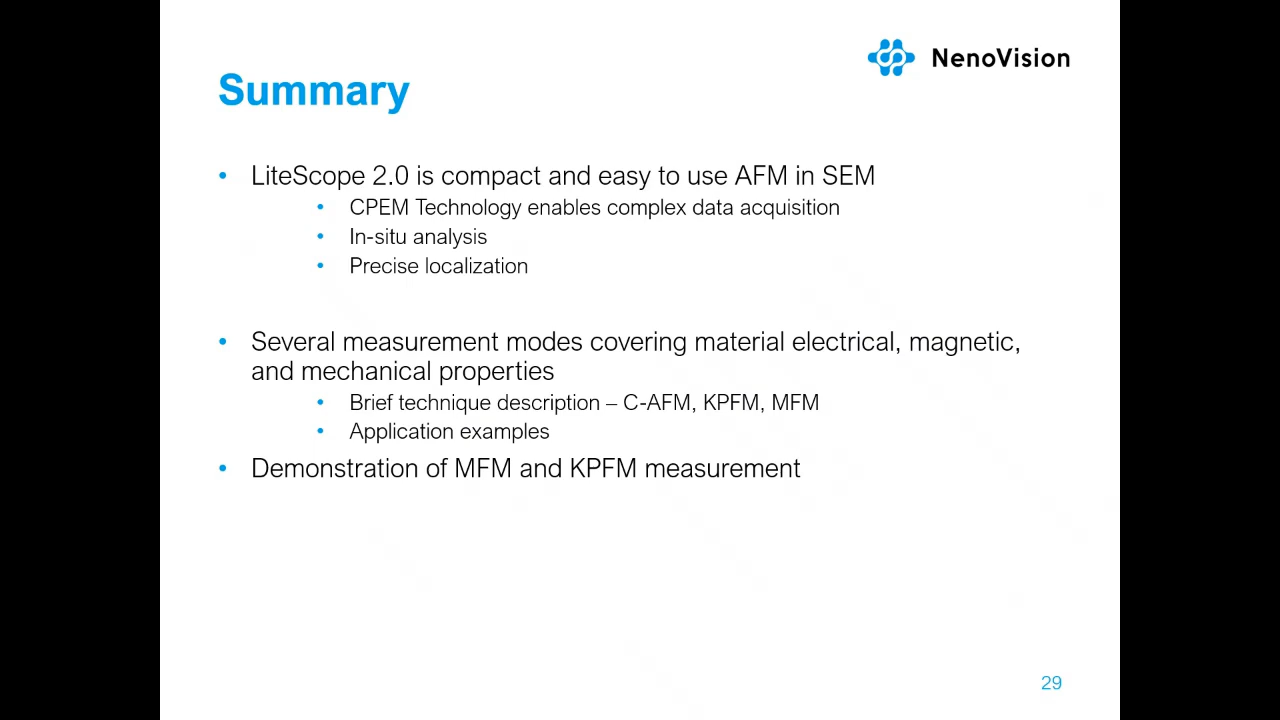 NenoVision
Summary
• LiteScope 2.0 is compact and easy to use AFM in SEM
• CPEM Technology enables complex data acquisition
• In-situ analysis
• Precise localization
• Several measurement modes covering material electrical, magnetic,
and mechanical properties
• Brief technique description – C-AFM, KPFM, MFM
• Application examples
• Demonstration of MFM and KPFM measurement
29